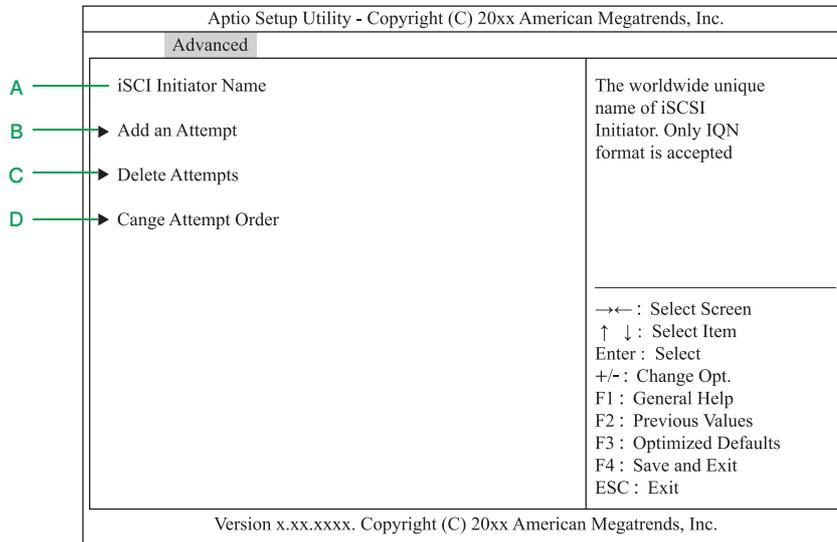 Aptio Setup Utility - Copyright (C) 20xx American Megatrends, Inc.
Advanced
A
iSCI Initiator Name
B
Add an Attempt
C
Delete Attempts
D
Cange Attempt Order
The worldwide unique
name of iSCSI
Initiator. Only IQN
format is accepted
→← : Select Screen
↑ ↓ : Select Item
Enter : Select
+/- : Change Opt.
F1 : General Help
F2 : Previous Values
F3 : Optimized Defaults
F4 : Save and Exit
ESC : Exit
Version x.xx.xxxx. Copyright (C) 20xx American Megatrends, Inc.